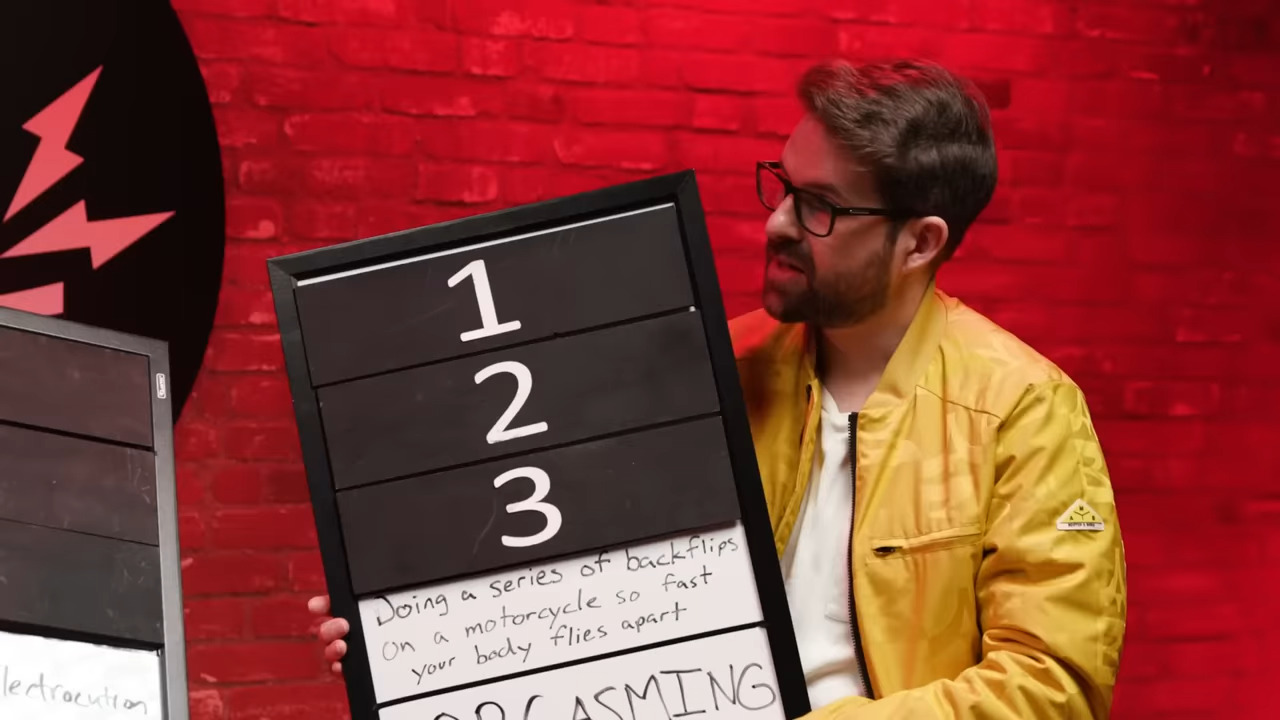 1
2
3
Doing a series of backflips
on a motorcycle so fast
your body flies apart
ORGASMING
lectrocution